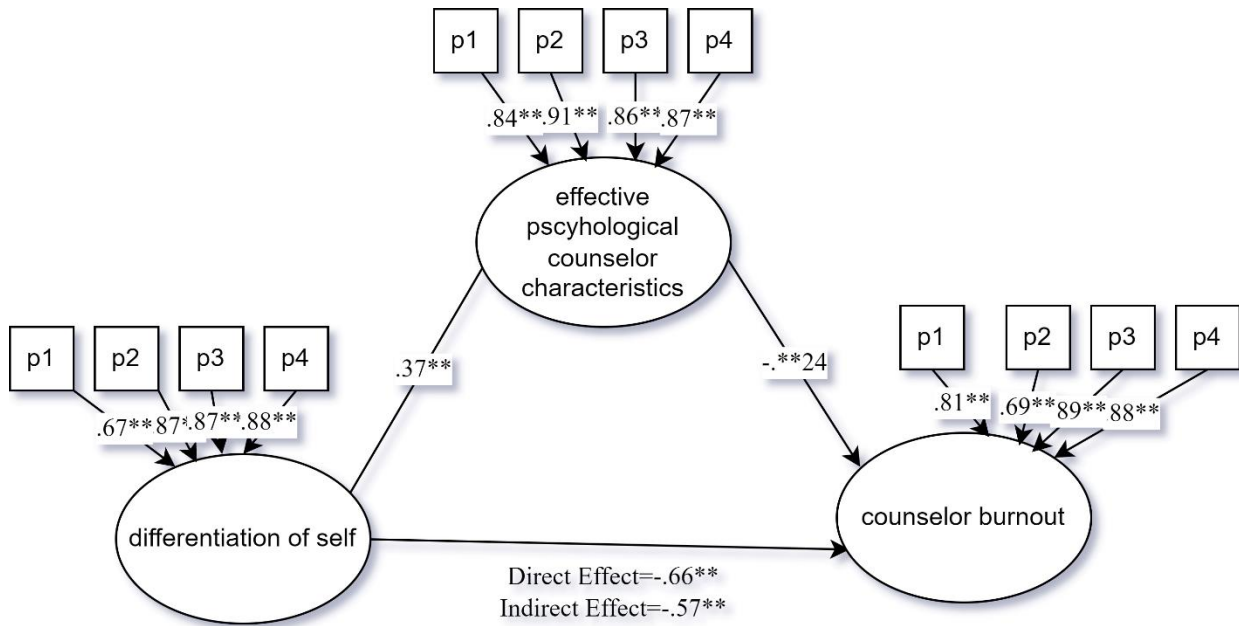 p1
p2
p3
p4
.84**
.91**
.86**
.87**
effective
pscyhological
counselor
characteristics
p1
p2
p3
p4
p1
p2
p3
p4
.37**
-.**24
.67**
87*
.87**
.88**
.81**
.69**
89**
.88**
differentiation of self
counselor burnout
Direct Effect=-.66**
Indirect Effect=-.57**